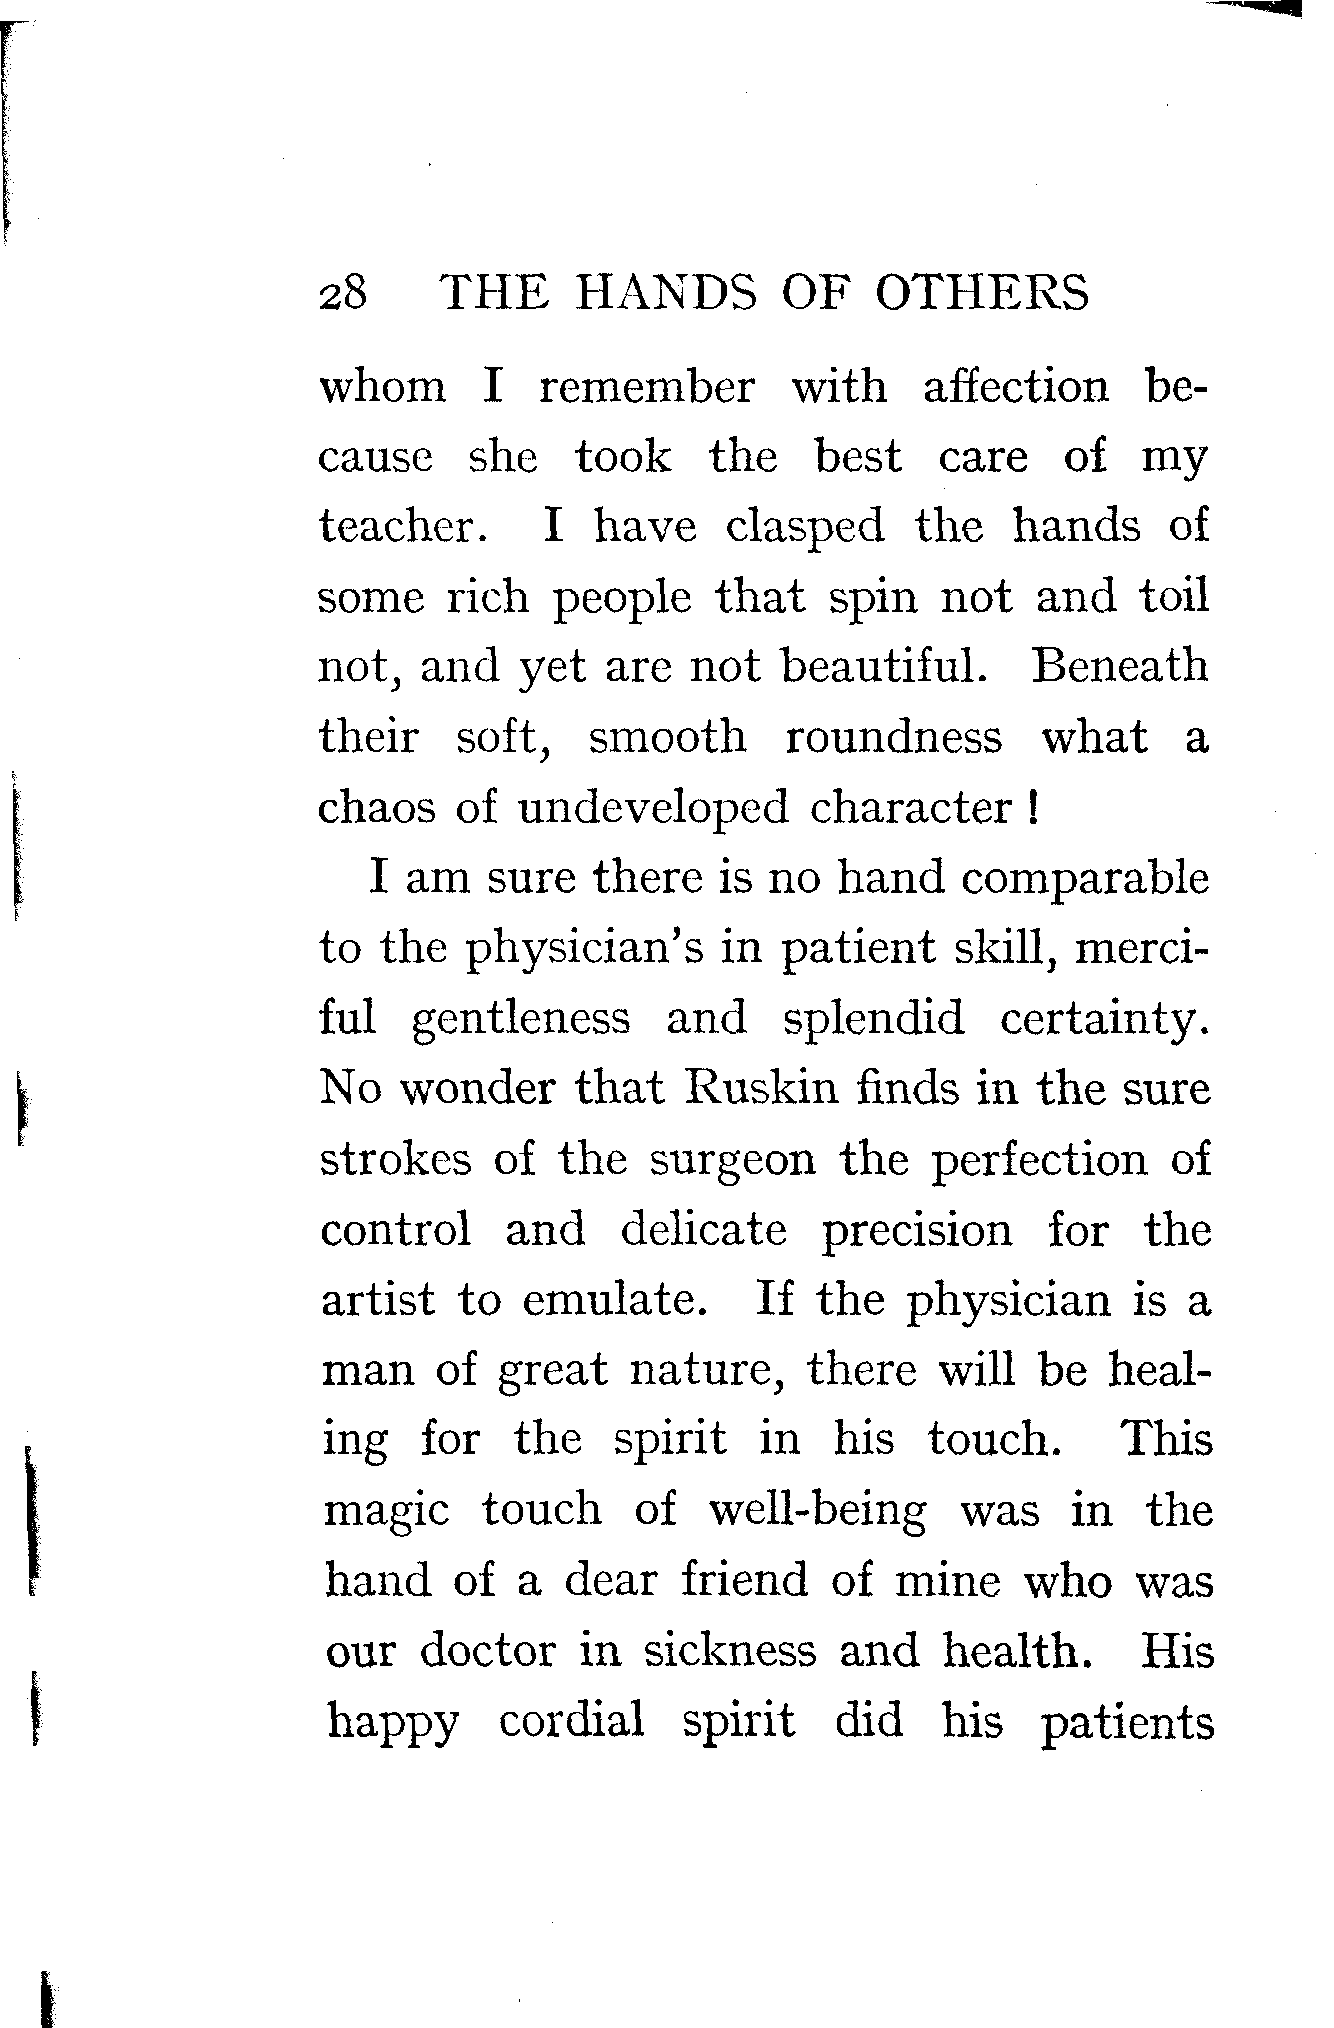 28 THE HANDS OF OTHERS
whom I remember with affection be-
cause she took the best care of my
teacher. I have clasped the hands of
some rich people that spin not and toil
not, and yet are not beautiful. Beneath
their soft, smooth roundness what a
chaos of undeveloped character !
I am sure there is no hand comparable
to the physician's in patient skill, merci-
ful gentleness and splendid certainty.
No wonder that Ruskin finds in the sure
strokes of the surgeon the perfection of
control and delicate precision for the
artist to emulate. If the physician is a
man of great nature, there will be heal-
ing for the spirit in his touch. This
magic touch of well-being was in the
hand of a dear friend of mine who was
our doctor in sickness and health. His
happy cordial spirit did his patients